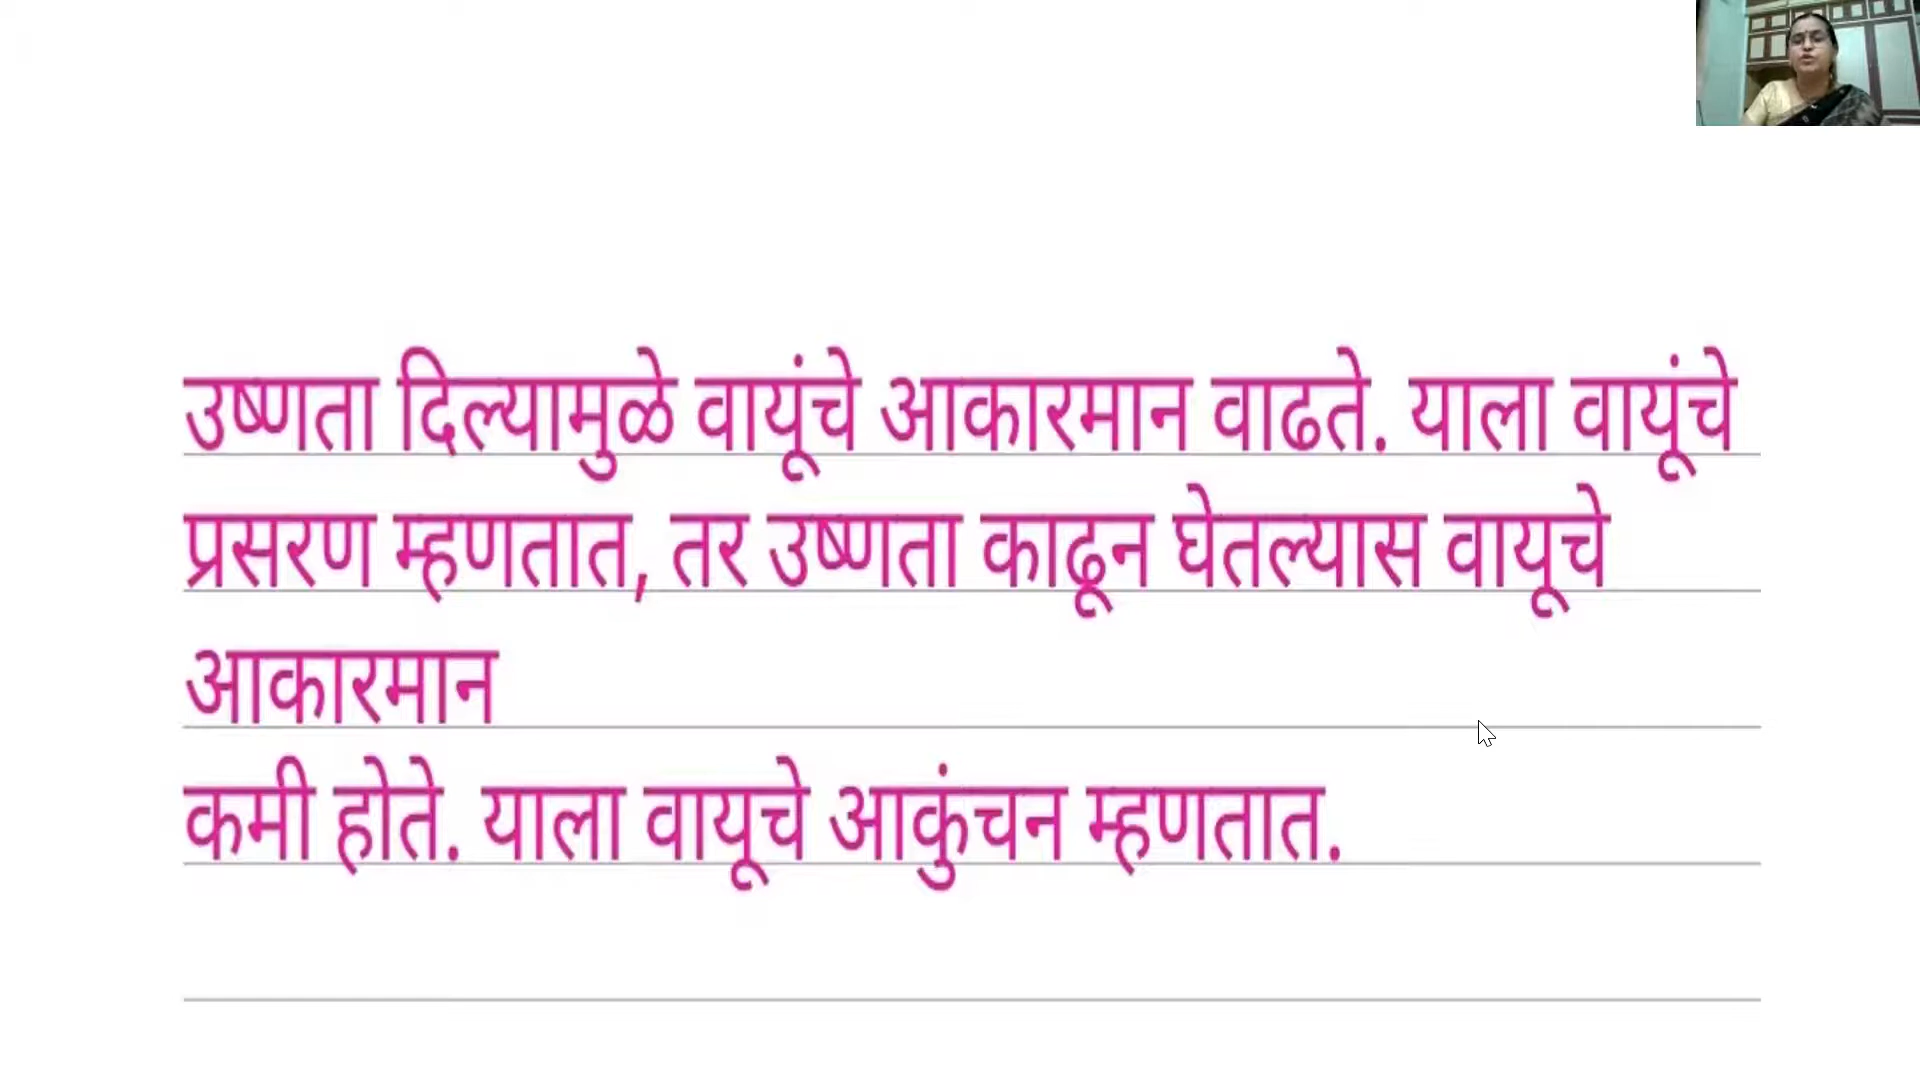 उष्णता दिल्यामुळे वायूंचे आकारमान वाढते. याला वायूंचे
प्रसरण म्हणतात, तर उष्णता काढून घेतल्यास वायूचे
आकारमान
कमी होते. याला वायूचे आकुंचन म्हणतात.